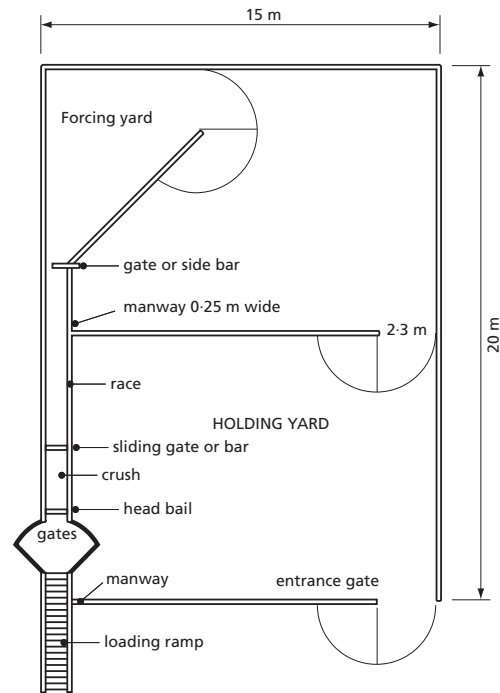 15 m
Forcing yard
gate or side bar
manway 0·25 m wide
2·3 m
20 m
race
HOLDING YARD
sliding gate or bar
crush
head bail
gates
manway
entrance gate
loading ramp